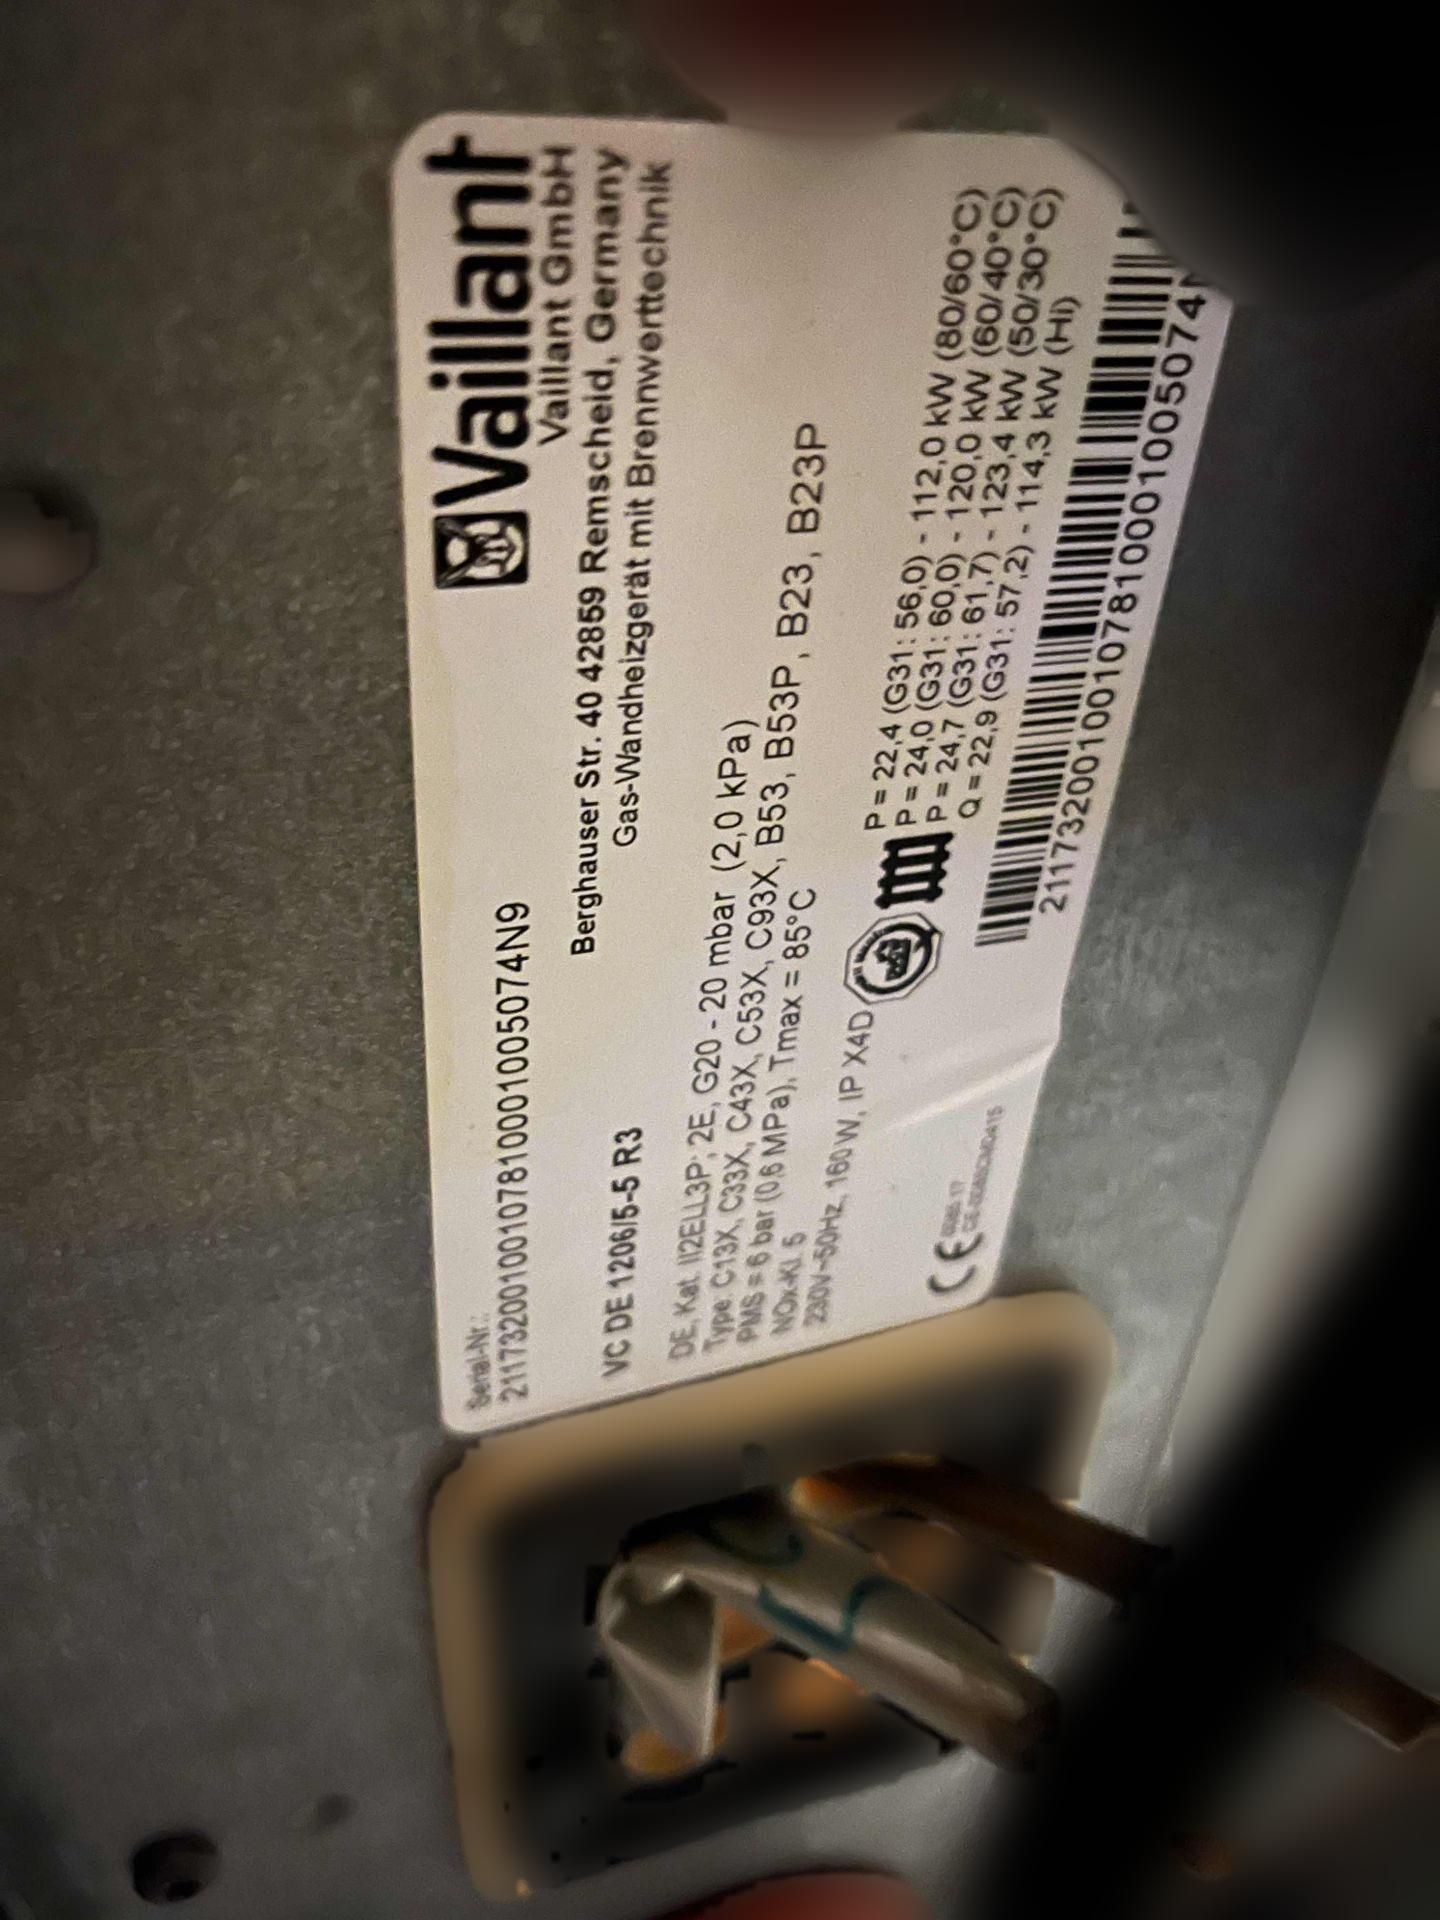 Serial-Nr.:
21173200100107810001005074N9
Vaillant
Vaillant GmbH
Berghauser Str. 40 42859 Remscheid, Germany
Gas-Wandheizgerät mit Brennwerttechnik
VC DE 1206/5-5 R3
DE, Kat. II2ELL3P; 2E, G20 - 20 mbar (2,0 kPa)
Type: C13X, C33X, C43X, C53X, C93X, B53, B53P, B23, B23P
PMS = 6 bar (0,6 MPa), Tmax = 85°C
NOx-Kl. 5
230V~50Hz, 160W, IP X4D
P = 22,4 (G31: 56,0) - 112,0 kW (80/60°C)
P = 24,0 (G31: 60,0) - 120,0 kW (60/40°C)
P = 24,7 (G31: 61,7) - 123,4 kW (50/30°C)
Q = 22,9 (G31: 57,2) - 114,3 kW (Hi)
CE
21173200100107810001005074N